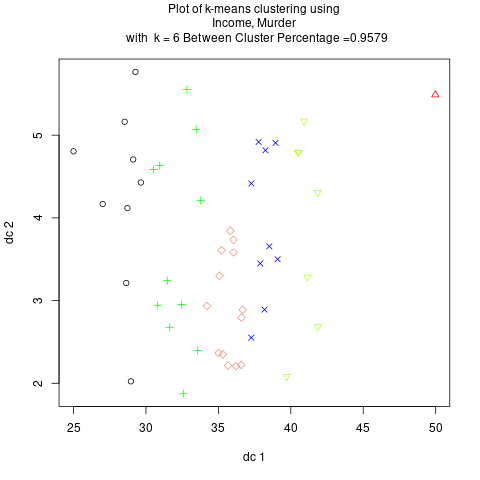 Plot of k-means clustering using
Income, Murder
with  k = 6 Between Cluster Percentage =0.9579
dc 2
5
4
3
2
25 30 35 40 45 50
dc 1